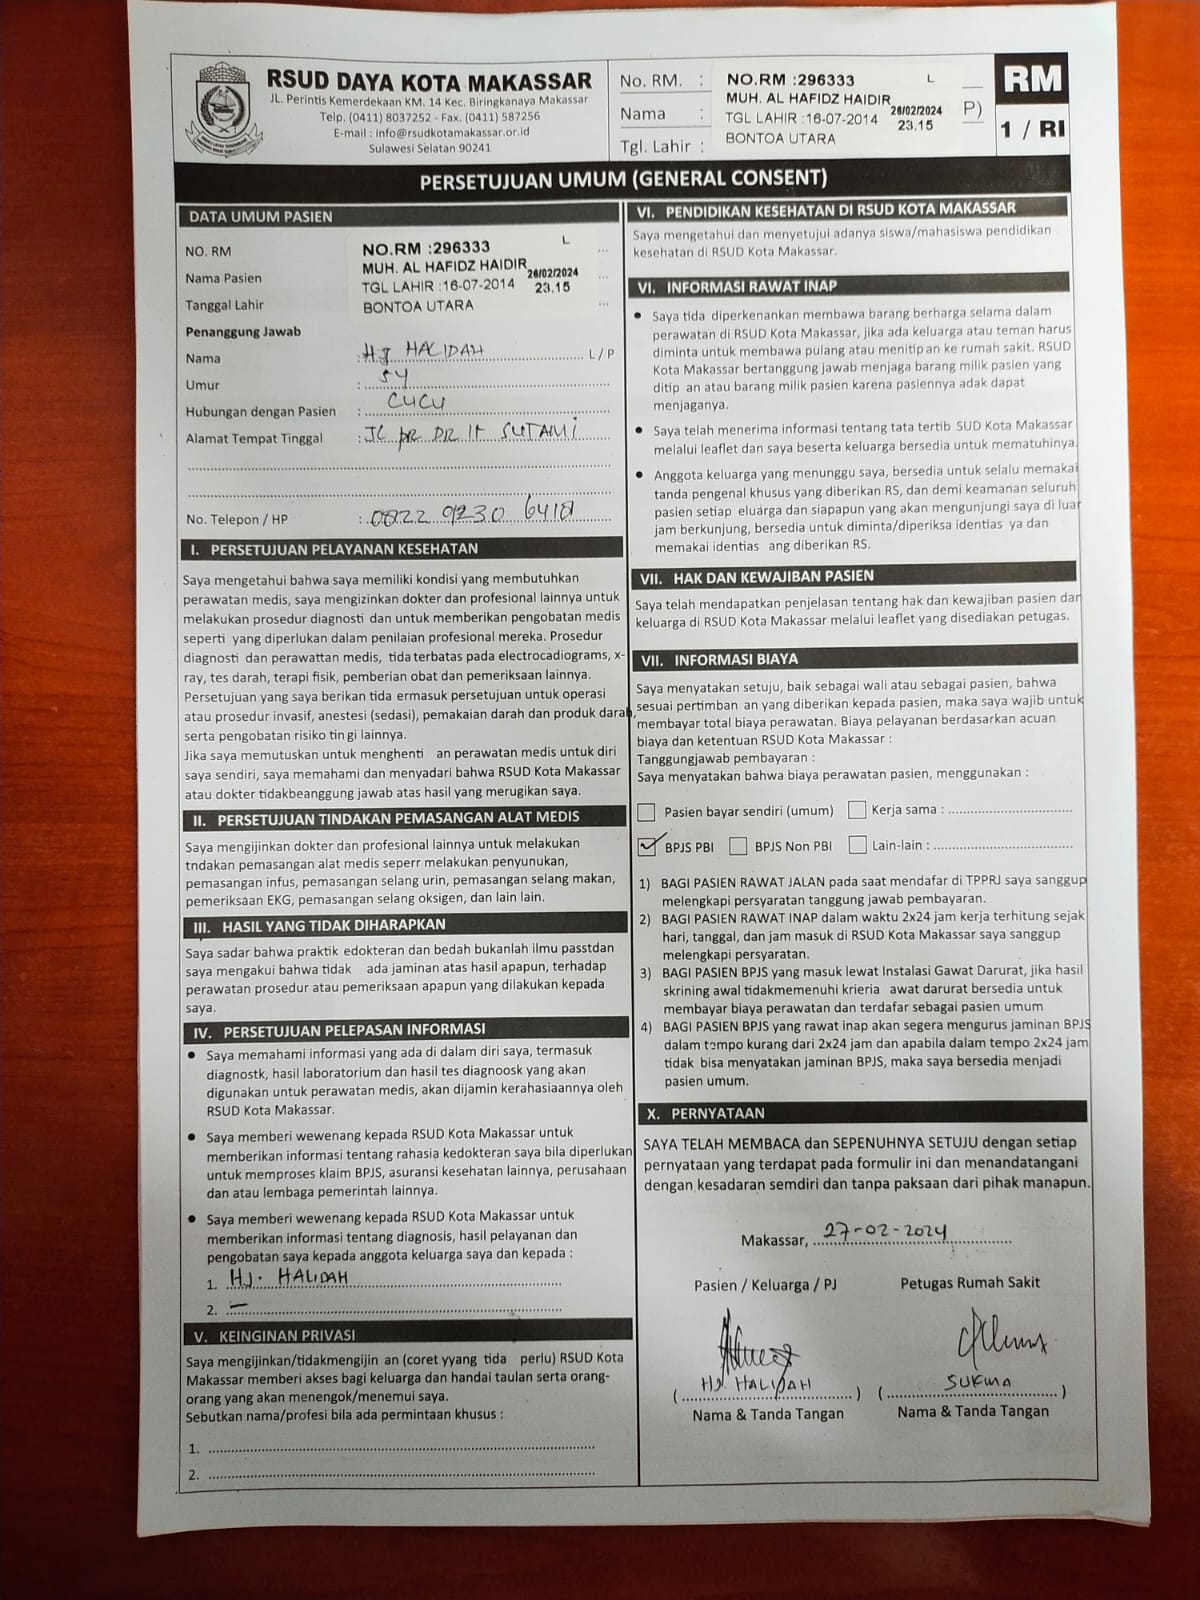 RSUD DAYA KOTA MAKASSAR
JL. Perintis Kemerdekaan KM. 14 Kec. Biringkanaya Makassar
Telp. (0411) 8037252 - Fax. (0411) 587256
E-mail : info@rsudkotamakassar.or.id
Sulawesi Selatan 90241
No. RM. :
Nama :
Tgl. Lahir :
NO.RM :296333 L
MUH. AL HAFIDZ HAIDIR
TGL LAHIR :16-07-2014 26/02/2024 23.15
BONTOA UTARA
P)
RM
1 / RI
PERSETUJUAN UMUM (GENERAL CONSENT)
DATA UMUM PASIEN
NO. RM
Nama Pasien
Tanggal Lahir
NO.RM :296333 L
MUH. AL HAFIDZ HAIDIR
TGL LAHIR :16-07-2014 26/02/2024 23.15
BONTOA UTARA
Penanggung Jawab
Nama : HJ HALIDAH L / P
Umur : 54
Hubungan dengan Pasien : CUCU
Alamat Tempat Tinggal : JL DR IR SUTAMI
No. Telepon / HP : 0822 9230 6418
I. PERSETUJUAN PELAYANAN KESEHATAN
Saya mengetahui bahwa saya memiliki kondisi yang membutuhkan
perawatan medis, saya mengizinkan dokter dan profesional lainnya untuk
melakukan prosedur diagnosti dan untuk memberikan pengobatan medis
seperti yang diperlukan dalam penilaian profesional mereka. Prosedur
diagnosti dan perawattan medis, tida terbatas pada electrocadiograms, x-
ray, tes darah, terapi fisik, pemberian obat dan pemeriksaan lainnya.
Persetujuan yang saya berikan tida ermasuk persetujuan untuk operasi
atau prosedur invasif, anestesi (sedasi), pemakaian darah dan produk darah,
serta pengobatan risiko tin gi lainnya.
Jika saya memutuskan untuk menghenti an perawatan medis untuk diri
saya sendiri, saya memahami dan menyadari bahwa RSUD Kota Makassar
atau dokter tidakbeanggung jawab atas hasil yang merugikan saya.
II. PERSETUJUAN TINDAKAN PEMASANGAN ALAT MEDIS
Saya mengijinkan dokter dan profesional lainnya untuk melakukan
tndakan pemasangan alat medis seperr melakukan penyunukan,
pemasangan infus, pemasangan selang urin, pemasangan selang makan,
pemeriksaan EKG, pemasangan selang oksigen, dan lain lain.
III. HASIL YANG TIDAK DIHARAPKAN
Saya sadar bahwa praktik edokteran dan bedah bukanlah ilmu passtdan
saya mengakui bahwa tidak ada jaminan atas hasil apapun, terhadap
perawatan prosedur atau pemeriksaan apapun yang dilakukan kepada
saya.
IV. PERSETUJUAN PELEPASAN INFORMASI
● Saya memahami informasi yang ada di dalam diri saya, termasuk
diagnostk, hasil laboratorium dan hasil tes diagnoosk yang akan
digunakan untuk perawatan medis, akan dijamin kerahasiaannya oleh
RSUD Kota Makassar.
● Saya memberi wewenang kepada RSUD Kota Makassar untuk
memberikan informasi tentang rahasia kedokteran saya bila diperlukan
untuk memproses klaim BPJS, asuransi kesehatan lainnya, perusahaan
dan atau lembaga pemerintah lainnya.
● Saya memberi wewenang kepada RSUD Kota Makassar untuk
memberikan informasi tentang diagnosis, hasil pelayanan dan
pengobatan saya kepada anggota keluarga saya dan kepada :
1. HJ. HALIDAH
2. –
V. KEINGINAN PRIVASI
Saya mengijinkan/tidakmengijin an (coret yyang tida perlu) RSUD Kota
Makassar memberi akses bagi keluarga dan handai taulan serta orang-
orang yang akan menengok/menemui saya.
Sebutkan nama/profesi bila ada permintaan khusus :
1.
2.
VI. PENDIDIKAN KESEHATAN DI RSUD KOTA MAKASSAR
Saya mengetahui dan menyetujui adanya siswa/mahasiswa pendidikan
kesehatan di RSUD Kota Makassar.
VI. INFORMASI RAWAT INAP
● Saya tida diperkenankan membawa barang berharga selama dalam
perawatan di RSUD Kota Makassar, jika ada keluarga atau teman harus
diminta untuk membawa pulang atau menitip an ke rumah sakit. RSUD
Kota Makassar bertanggung jawab menjaga barang milik pasien yang
ditip an atau barang milik pasien karena pasiennya adak dapat
menjaganya.
● Saya telah menerima informasi tentang tata tertib SUD Kota Makassar
melalui leaflet dan saya beserta keluarga bersedia untuk mematuhinya.
● Anggota keluarga yang menunggu saya, bersedia untuk selalu memakai
tanda pengenal khusus yang diberikan RS, dan demi keamanan seluruh
pasien setiap eluárga dan siapapun yang akan mengunjungi saya di luar
jam berkunjung, bersedia untuk diminta/diperiksa identias ya dan
memakai identias ang diberikan RS.
VII. HAK DAN KEWAJIBAN PASIEN
Saya telah mendapatkan penjelasan tentang hak dan kewajiban pasien dan
keluarga di RSUD Kota Makassar melalui leaflet yang disediakan petugas.
VII. INFORMASI BIAYA
Saya menyatakan setuju, baik sebagai wali atau sebagai pasien, bahwa
sesuai pertimban an yang diberikan kepada pasien, maka saya wajib untuk
membayar total biaya perawatan. Biaya pelayanan berdasarkan acuan
biaya dan ketentuan RSUD Kota Makassar :
Tanggungjawab pembayaran :
Saya menyatakan bahwa biaya perawatan pasien, menggunakan :
Pasien bayar sendiri (umum) Kerja sama :
✓ BPJS PBI BPJS Non PBI Lain-lain :
1) BAGI PASIEN RAWAT JALAN pada saat mendafar di TPPRJ saya sanggup
melengkapi persyaratan tanggung jawab pembayaran.
2) BAGI PASIEN RAWAT INAP dalam waktu 2x24 jam kerja terhitung sejak
hari, tanggal, dan jam masuk di RSUD Kota Makassar saya sanggup
melengkapi persyaratan.
3) BAGI PASIEN BPJS yang masuk lewat Instalasi Gawat Darurat, jika hasil
skrining awal tidakmemenuhi krieria awat darurat bersedia untuk
membayar biaya perawatan dan terdafar sebagai pasien umum
4) BAGI PASIEN BPJS yang rawat inap akan segera mengurus jaminan BPJS
dalam tempo kurang dari 2x24 jam dan apabila dalam tempo 2x24 jam
tidak bisa menyatakan jaminan BPJS, maka saya bersedia menjadi
pasien umum.
X. PERNYATAAN
SAYA TELAH MEMBACA dan SEPENUHNYA SETUJU dengan setiap
pernyataan yang terdapat pada formulir ini dan menandatangani
dengan kesadaran semdiri dan tanpa paksaan dari pihak manapun.
Makassar, 27-02-2024
Pasien / Keluarga / PJ Petugas Rumah Sakit
( HJ. HALIDAH ) ( SUKMA )
Nama & Tanda Tangan Nama & Tanda Tangan